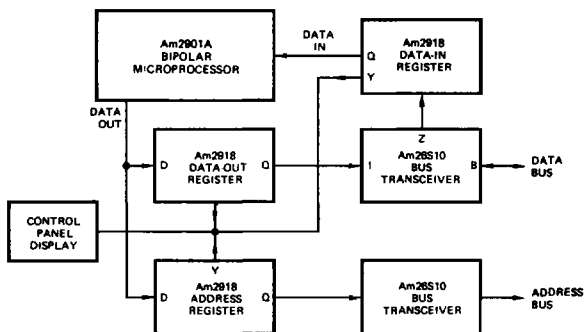 Am2901A
BIPOLAR
MICROPROCESSOR
DATA
IN
Q
Y
Am2918
DATA-IN
REGISTER
DATA
OUT
D
Am2918
DATA-OUT
REGISTER
Q
I
Z
Am26S10
BUS
TRANSCEIVER
B
DATA
BUS
CONTROL
PANEL
DISPLAY
Y
D
Am2918
ADDRESS
REGISTER
Q
Am26S10
BUS
TRANSCEIVER
ADDRESS
BUS